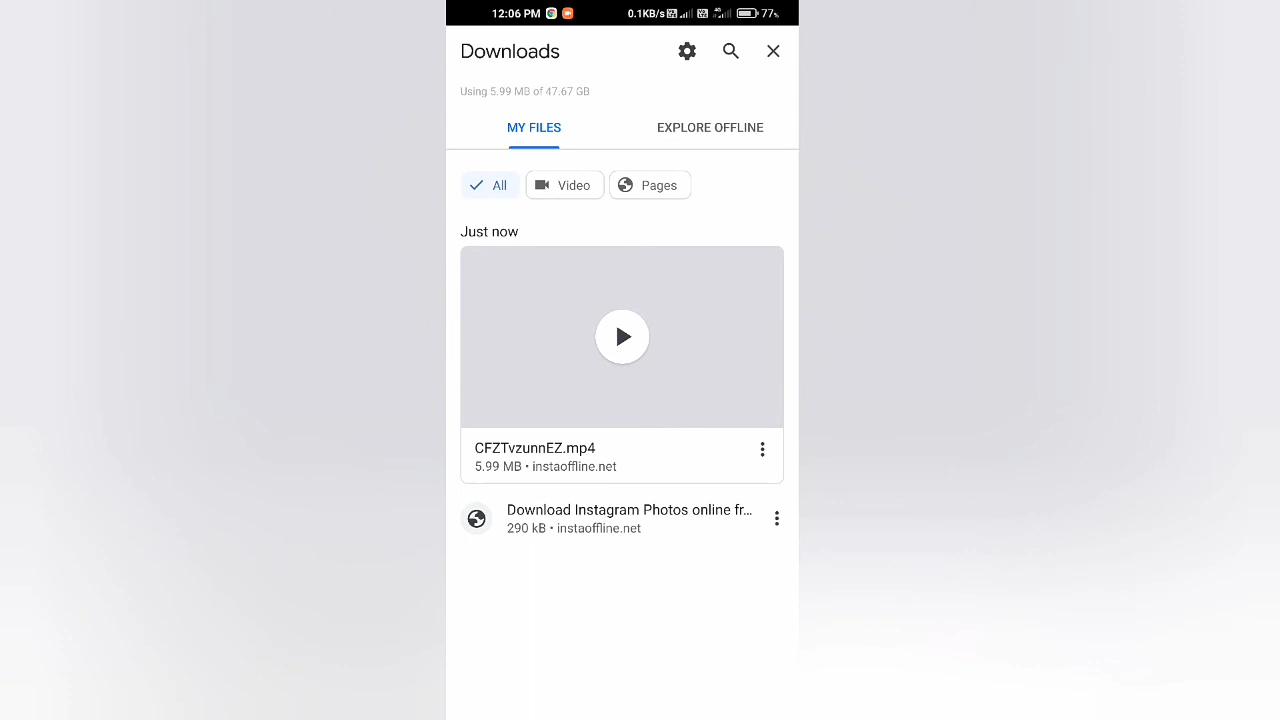 12:06 PM 0.1KB/s 4G 77%
Downloads
Using 5.99 MB of 47.67 GB
MY FILES EXPLORE OFFLINE
All Video Pages
Just now
CFZTvzunnEZ.mp4
5.99 MB • instaoffline.net
Download Instagram Photos online fr...
290 kB • instaoffline.net